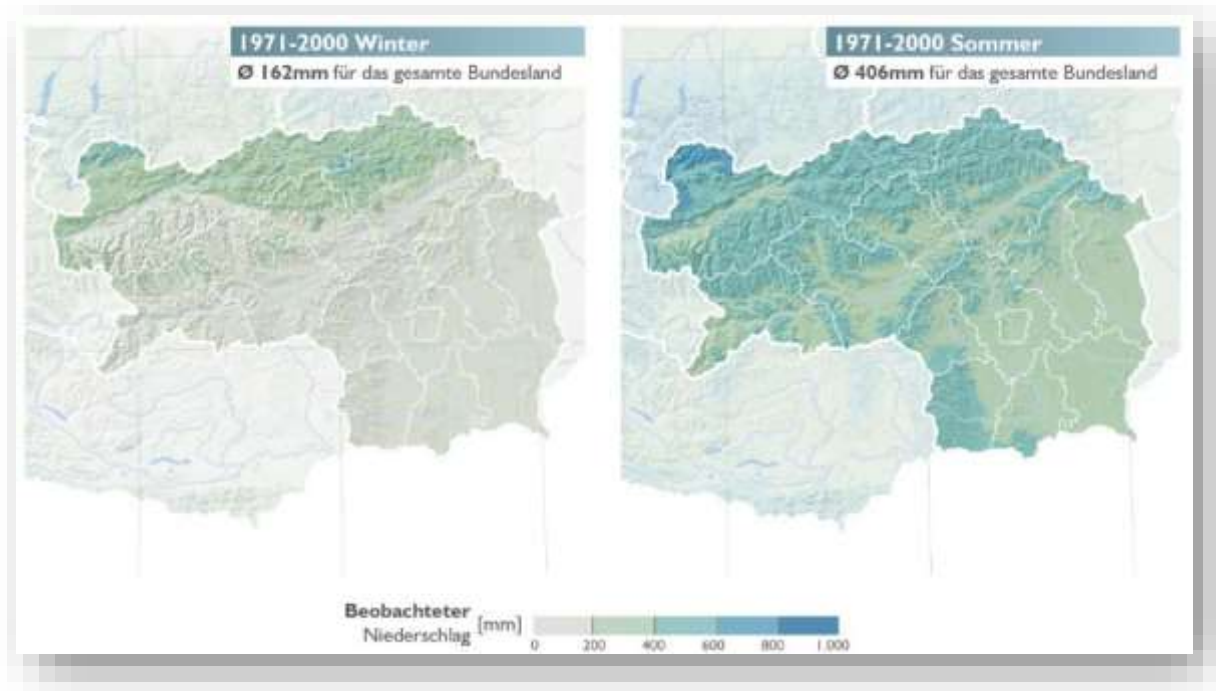 1971-2000 Winter
Ø 162mm für das gesamte Bundesland
1971-2000 Sommer
Ø 406mm für das gesamte Bundesland
Beobachteter
Niederschlag [mm]
0 200 400 600 800 1.000